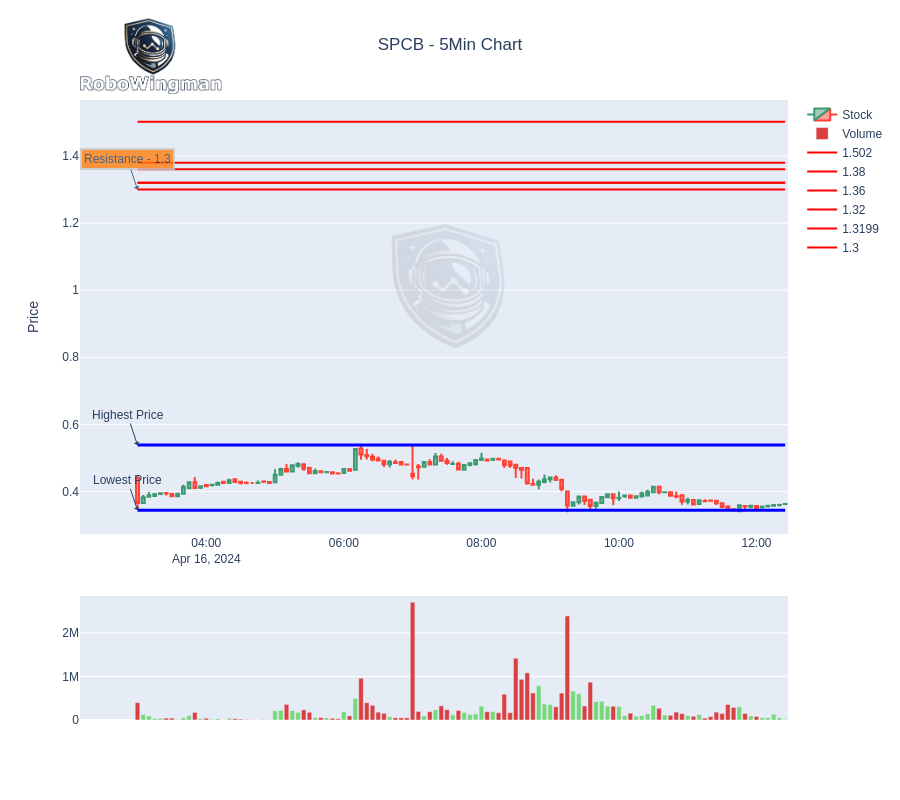 SPCB - 5Min Chart
RoboWingman
Stock
Volume
1.502
1.38
1.36
1.32
1.3199
1.3
Price
1.4
1.2
1
0.8
0.6
0.4
Resistance - 1.3
Highest Price
Lowest Price
04:00
06:00
08:00
10:00
12:00
Apr 16, 2024
2M
1M
0